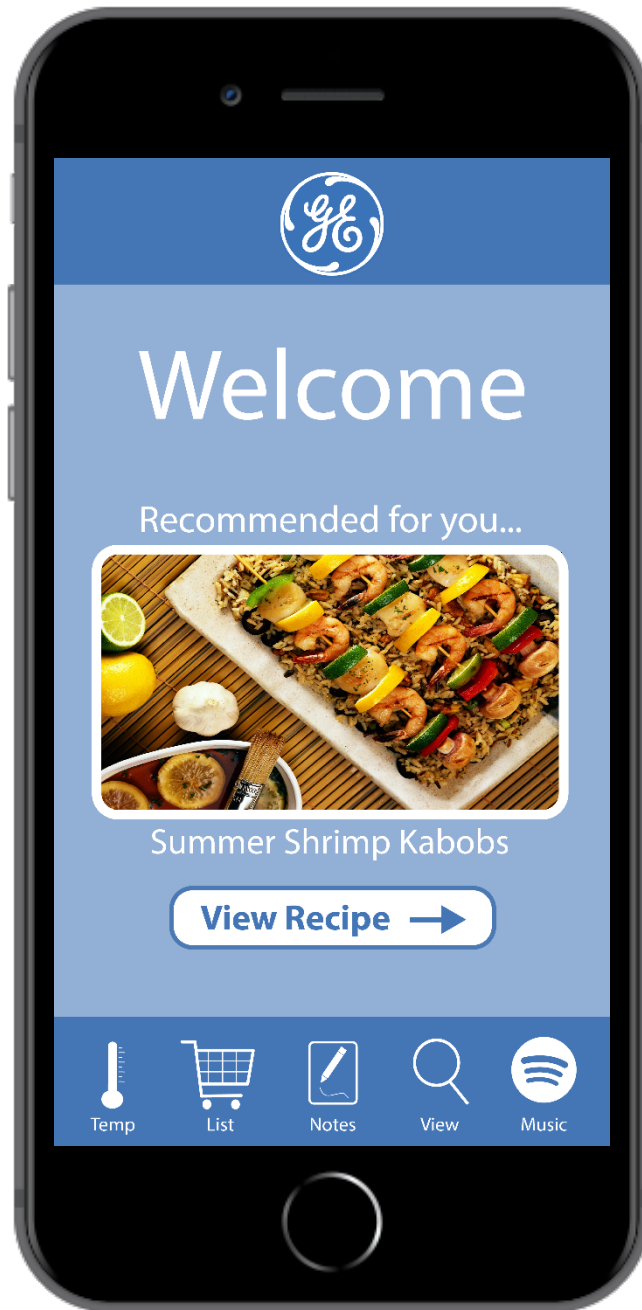 GE
Welcome
Recommended for you...
Summer Shrimp Kabobs
View Recipe
Temp
List
Notes
View
Music